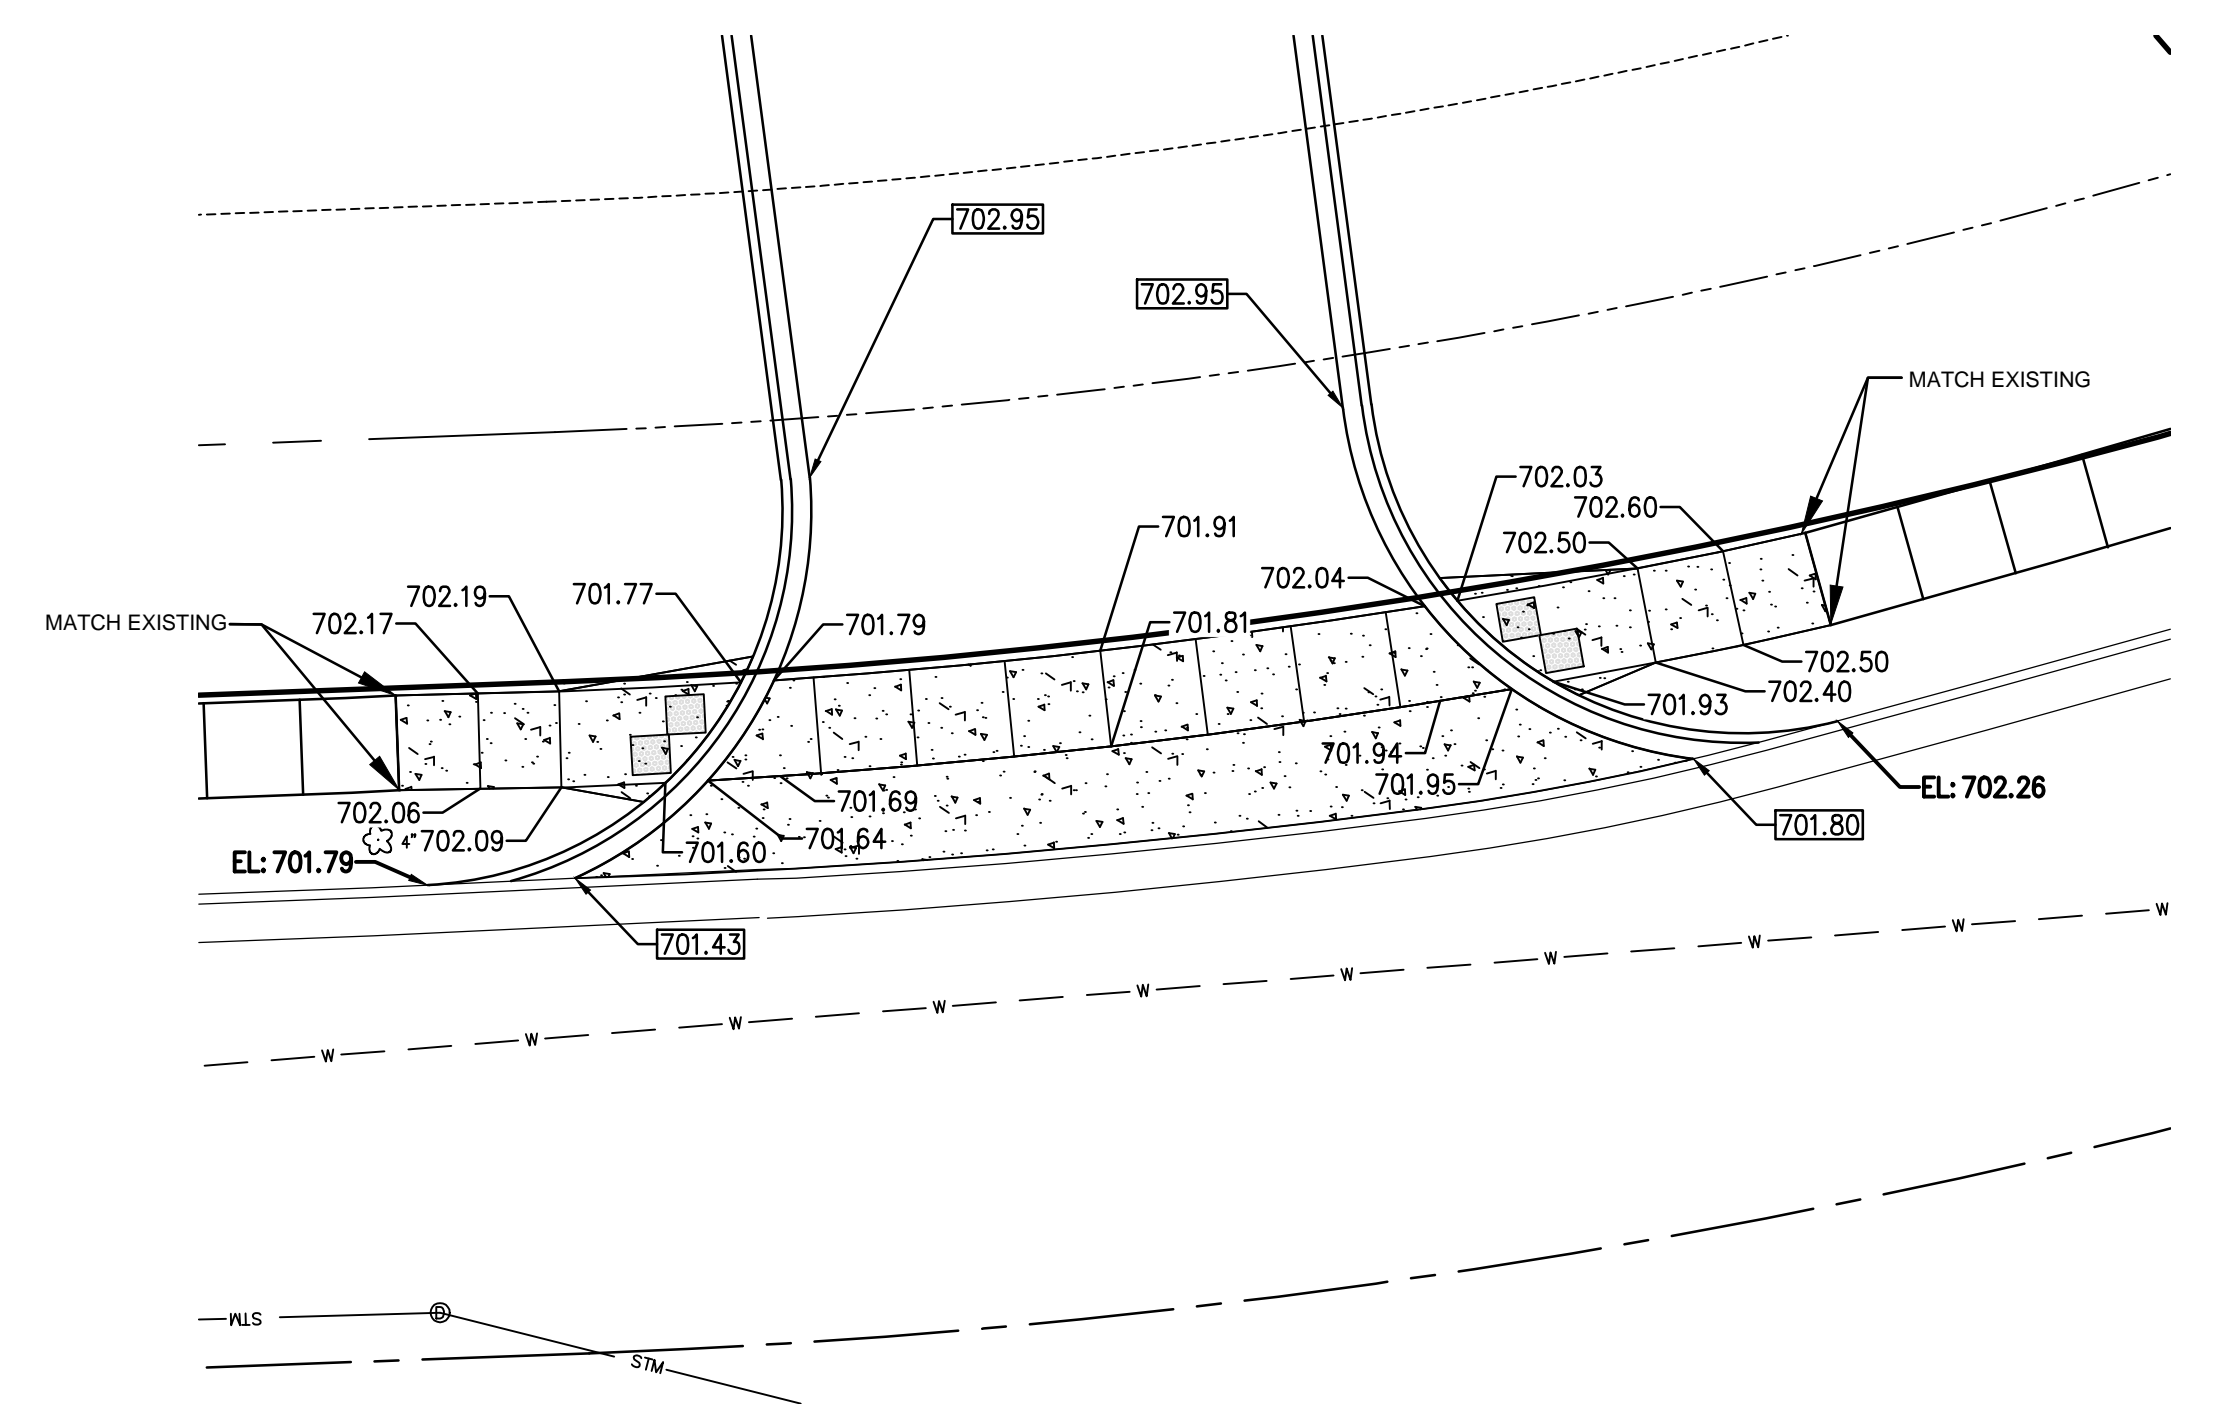 702.95
702.95
MATCH EXISTING
702.03
702.60
701.91
702.50
702.04
702.19
701.77
MATCH EXISTING
702.17
701.79
701.81
702.50
702.40
701.93
701.94
701.95
EL: 702.26
702.06
701.69
4" 702.09
701.64
701.80
701.60
EL: 701.79
701.43
W
W
W
W
W
W
W
W
W
W
STM
D
STM